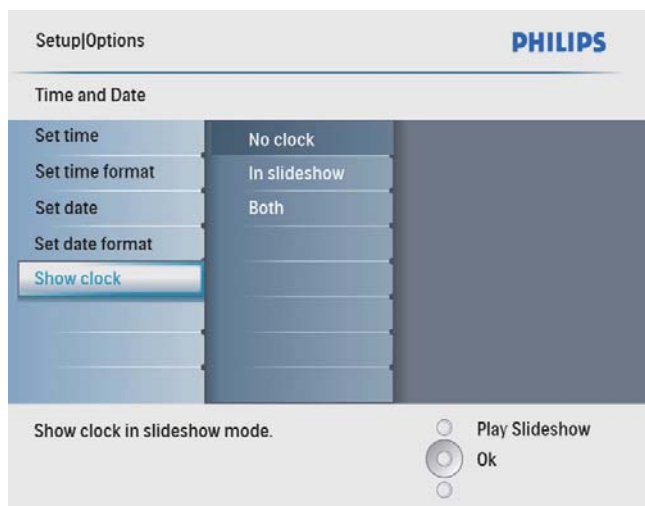 Setup|Options
PHILIPS
Time and Date
Set time
Set time format
Set date
Set date format
Show clock
No clock
In slideshow
Both
Show clock in slideshow mode.
Play Slideshow
Ok